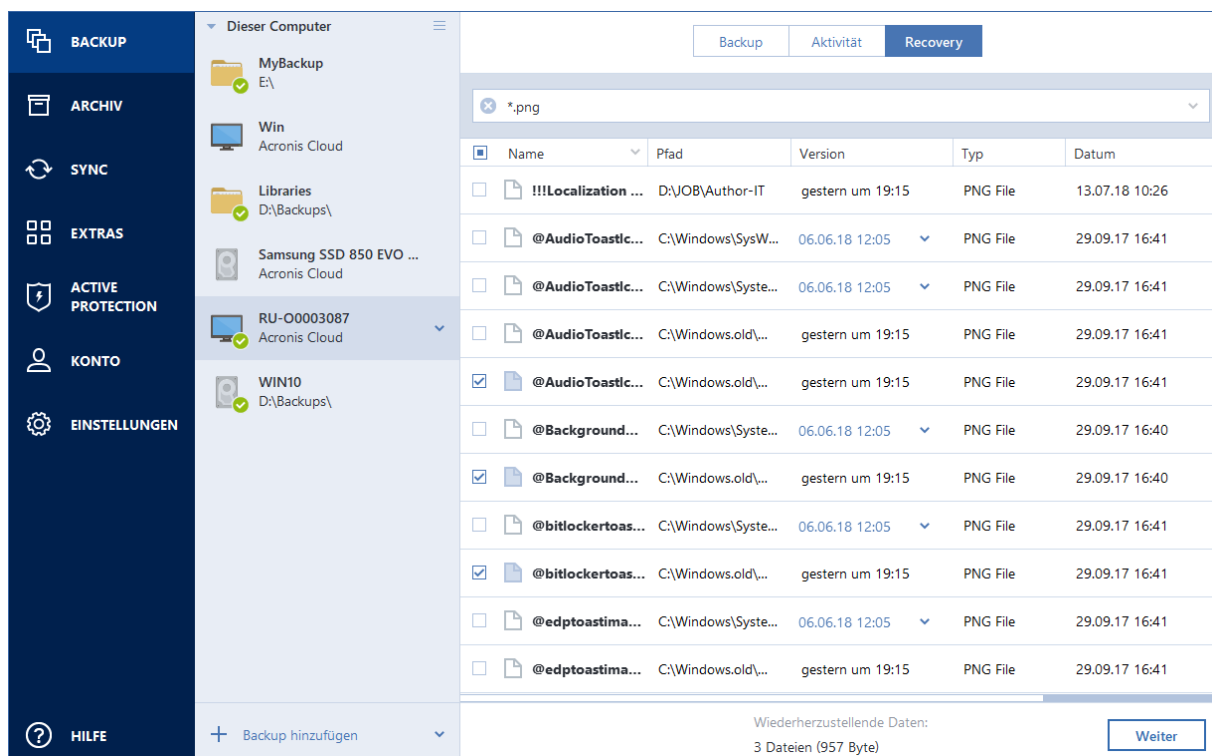 BACKUP
ARCHIV
SYNC
EXTRAS
ACTIVE
PROTECTION
KONTO
EINSTELLUNGEN
HILFE
Dieser Computer
MyBackup
E:\
Win
Acronis Cloud
Libraries
D:\Backups\
Samsung SSD 850 EVO ...
Acronis Cloud
RU-O0003087
Acronis Cloud
WIN10
D:\Backups\
Backup hinzufügen
Backup Aktivität Recovery
*.png
Name Pfad Version Typ Datum
!!!Localization ... D:\JOB\Author-IT gestern um 19:15 PNG File 13.07.18 10:26
@AudioToastIc... C:\Windows\SysW... 06.06.18 12:05 PNG File 29.09.17 16:41
@AudioToastIc... C:\Windows\Syste... 06.06.18 12:05 PNG File 29.09.17 16:41
@AudioToastIc... C:\Windows.old\... gestern um 19:15 PNG File 29.09.17 16:41
@AudioToastIc... C:\Windows.old\... gestern um 19:15 PNG File 29.09.17 16:41
@Background... C:\Windows\Syste... 06.06.18 12:05 PNG File 29.09.17 16:40
@Background... C:\Windows.old\... gestern um 19:15 PNG File 29.09.17 16:40
@bitlockertoas... C:\Windows\Syste... 06.06.18 12:05 PNG File 29.09.17 16:41
@bitlockertoas... C:\Windows.old\... gestern um 19:15 PNG File 29.09.17 16:41
@edptoastima... C:\Windows\Syste... 06.06.18 12:05 PNG File 29.09.17 16:41
@edptoastima... C:\Windows.old\... gestern um 19:15 PNG File 29.09.17 16:41
Wiederherzustellende Daten:
3 Dateien (957 Byte)
Weiter